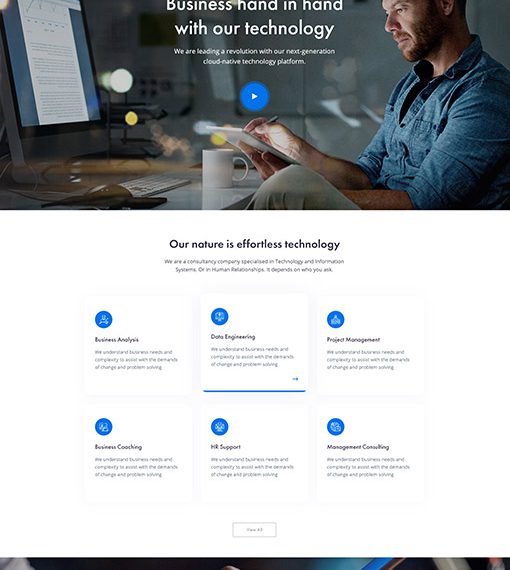 Business hand in hand
with our technology
We are leading a revolution with our next-generation
cloud-native technology platform.
Our nature is effortless technology
We are a consultancy company specialised in Technology and Information
Systems. Or in Human Relationships. It depends on who you ask.
Business Analysis
We understand business needs and
complexity to assist with the demands
of change and problem solving
Data Engineering
We understand business needs and
complexity to assist with the demands
of change and problem solving
Project Management
We understand business needs and
complexity to assist with the demands
of change and problem solving
Business Coaching
We understand business needs and
complexity to assist with the demands
of change and problem solving
HR Support
We understand business needs and
complexity to assist with the demands
of change and problem solving
Management Consulting
We understand business needs and
complexity to assist with the demands
of change and problem solving
View All